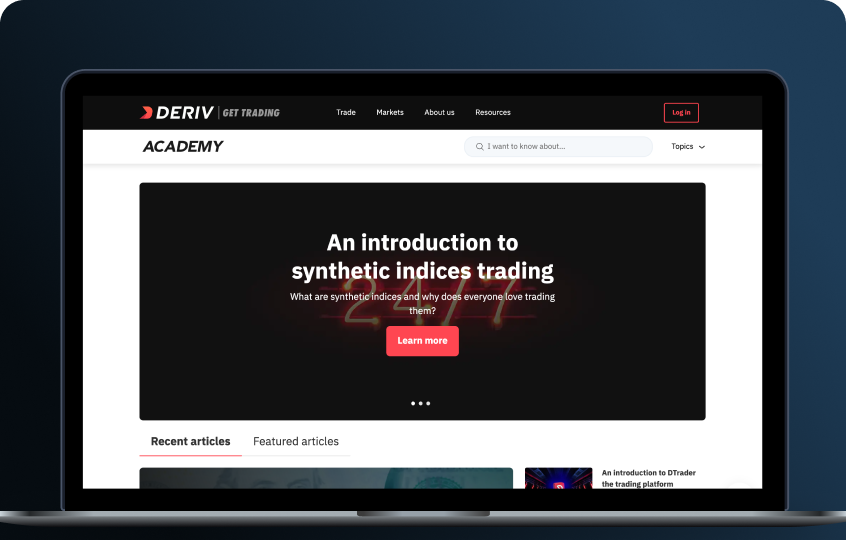 DERIV | GET TRADING
Trade
Markets
About us
Resources
Log in
ACADEMY
I want to know about...
Topics
An introduction to
synthetic indices trading
24/7
What are synthetic indices and why does everyone love trading
them?
Learn more
Recent articles
Featured articles
An introduction to DTrader
the trading platform